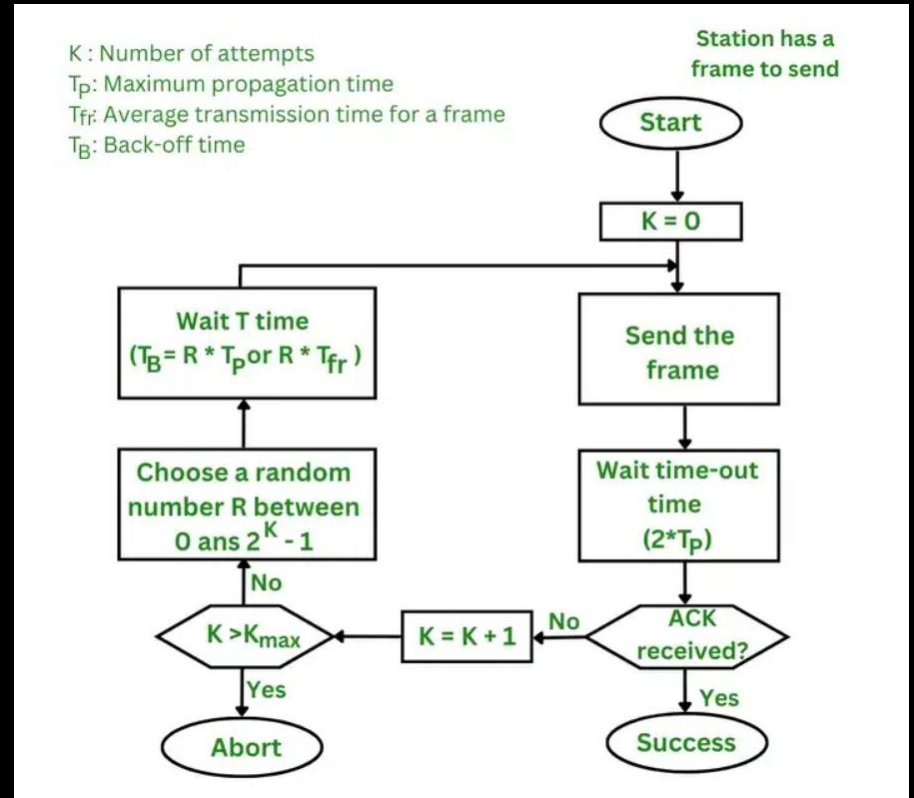 K : Number of attempts
Tp: Maximum propagation time
Tfr: Average transmission time for a frame
TB: Back-off time
Station has a
frame to send
Start
K = 0
Send the
frame
Wait time-out
time
(2*Tp)
ACK
received?
Yes
Success
No
K = K + 1
K >Kmax
Yes
Abort
No
Choose a random
number R between
0 ans 2^K - 1
Wait T time
(TB= R * Tp or R * Tfr )